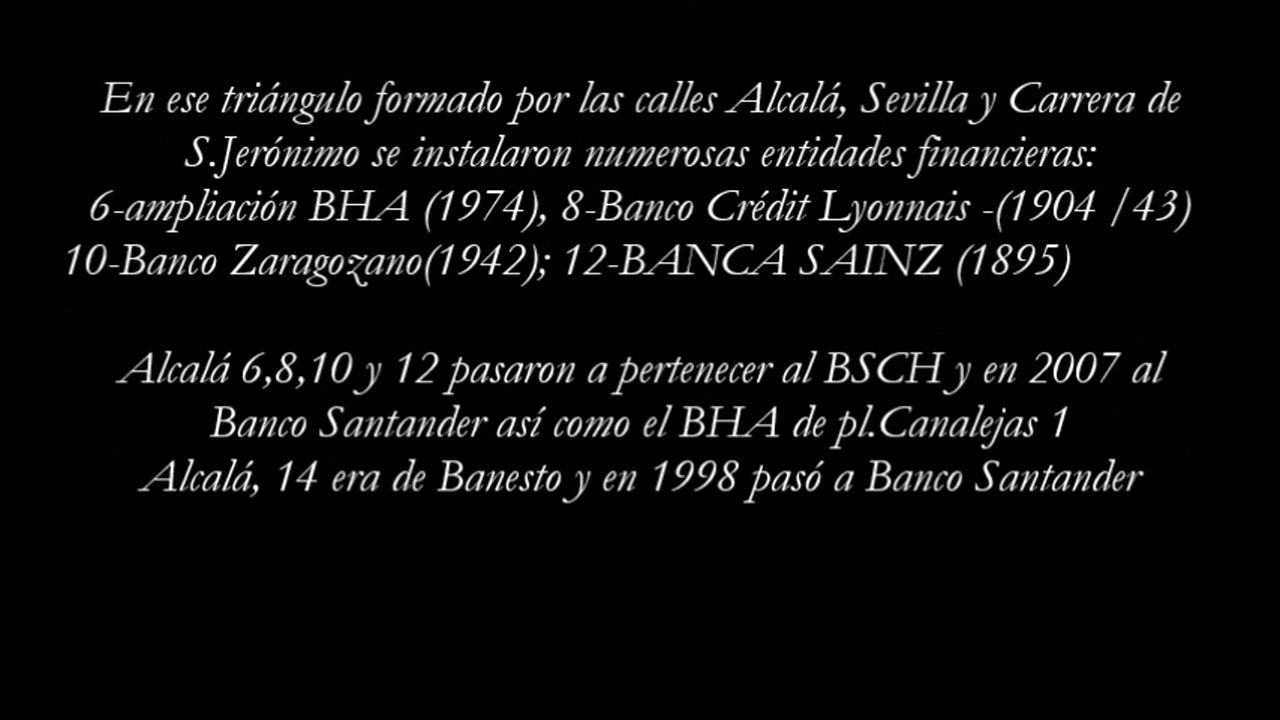 En ese triángulo formado por las calles Alcalá, Sevilla y Carrera de
S.Jerónimo se instalaron numerosas entidades financieras:
6-ampliación BHA (1974), 8-Banco Crédit Lyonnais -(1904 /43)
10-Banco Zaragozano(1942); 12-BANCA SAINZ (1895)
Alcalá 6,8,10 y 12 pasaron a pertenecer al BSCH y en 2007 al
Banco Santander así como el BHA de pl.Canalejas 1
Alcalá, 14 era de Banesto y en 1998 pasó a Banco Santander